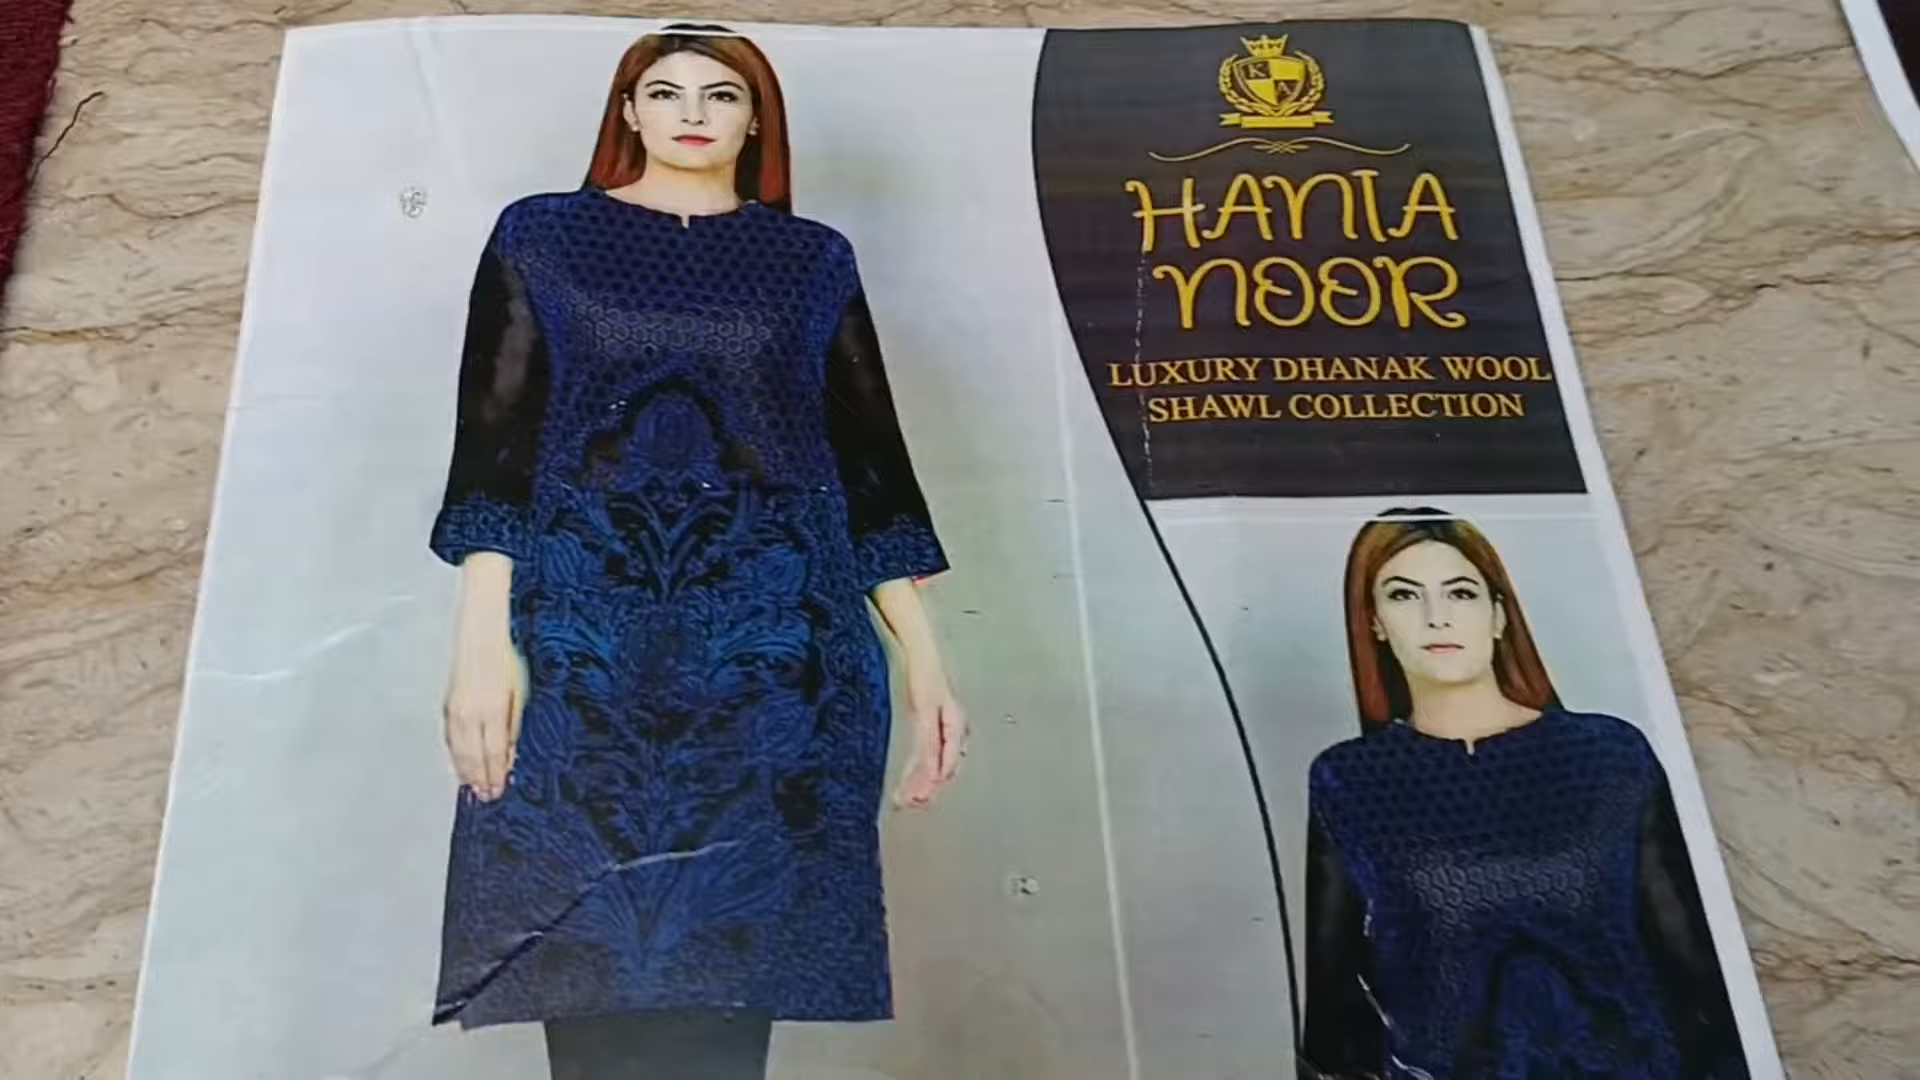 K
A
HANIA
NOOR
LUXURY DHANAK WOOL
SHAWL COLLECTION